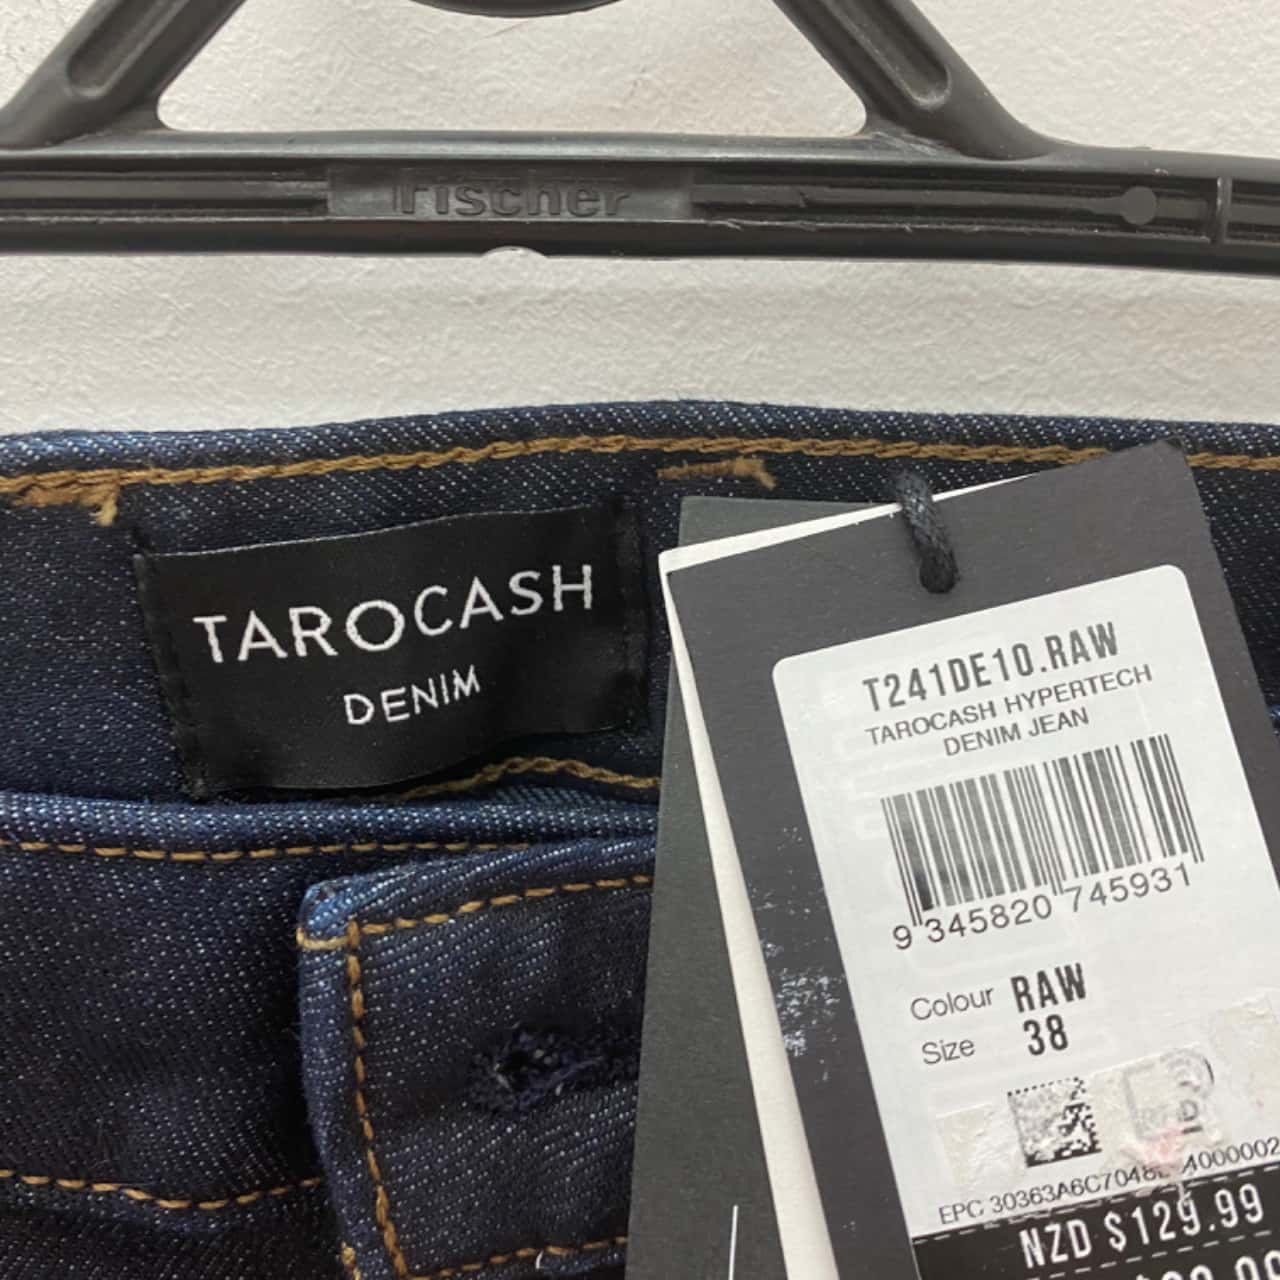 Fischer
TAROCASH
DENIM
T241DE10.RAW
TAROCASH HYPERTECH
DENIM JEAN
9 345820 745931
Colour RAW
Size 38
EPC
NZD $129.99